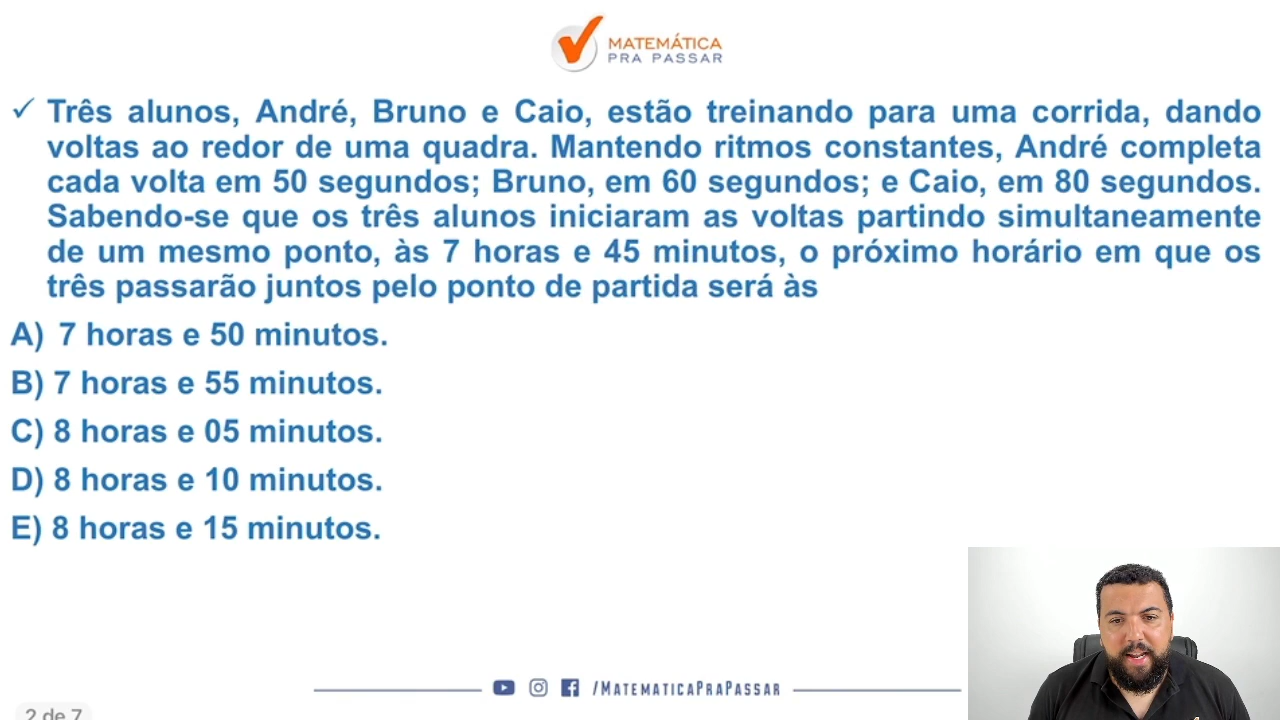 MATEMÁTICA
PRA PASSAR
✓ Três alunos, André, Bruno e Caio, estão treinando para uma corrida, dando
voltas ao redor de uma quadra. Mantendo ritmos constantes, André completa
cada volta em 50 segundos; Bruno, em 60 segundos; e Caio, em 80 segundos.
Sabendo-se que os três alunos iniciaram as voltas partindo simultaneamente
de um mesmo ponto, às 7 horas e 45 minutos, o próximo horário em que os
três passarão juntos pelo ponto de partida será às
A) 7 horas e 50 minutos.
B) 7 horas e 55 minutos.
C) 8 horas e 05 minutos.
D) 8 horas e 10 minutos.
E) 8 horas e 15 minutos.
/MATEMATICAPRAPASSAR
2 de 7